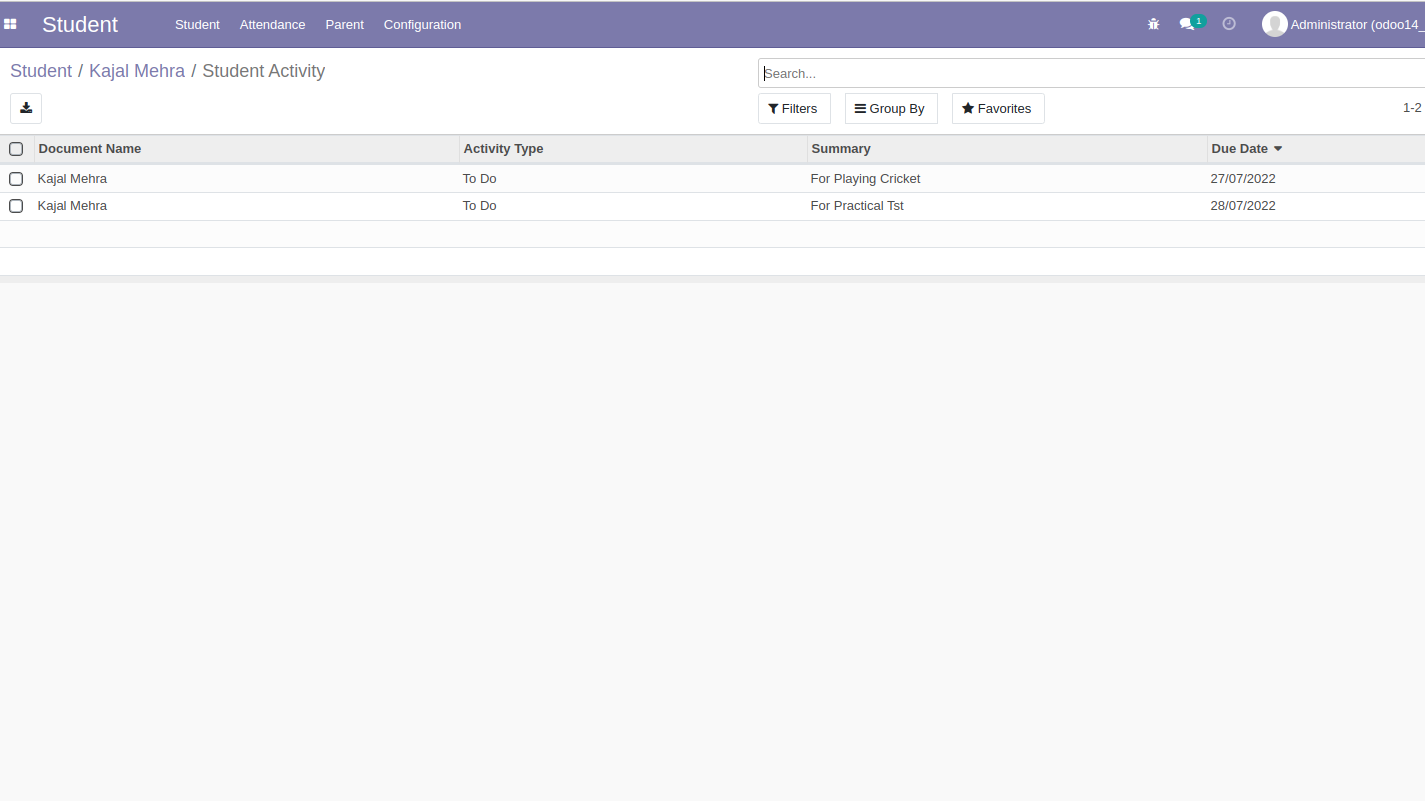 Student Student Attendance Parent Configuration 1 Administrator (odoo14_
Student / Kajal Mehra / Student Activity
Search...
Filters Group By Favorites 1-2
Document Name Activity Type Summary Due Date
Kajal Mehra To Do For Playing Cricket 27/07/2022
Kajal Mehra To Do For Practical Tst 28/07/2022